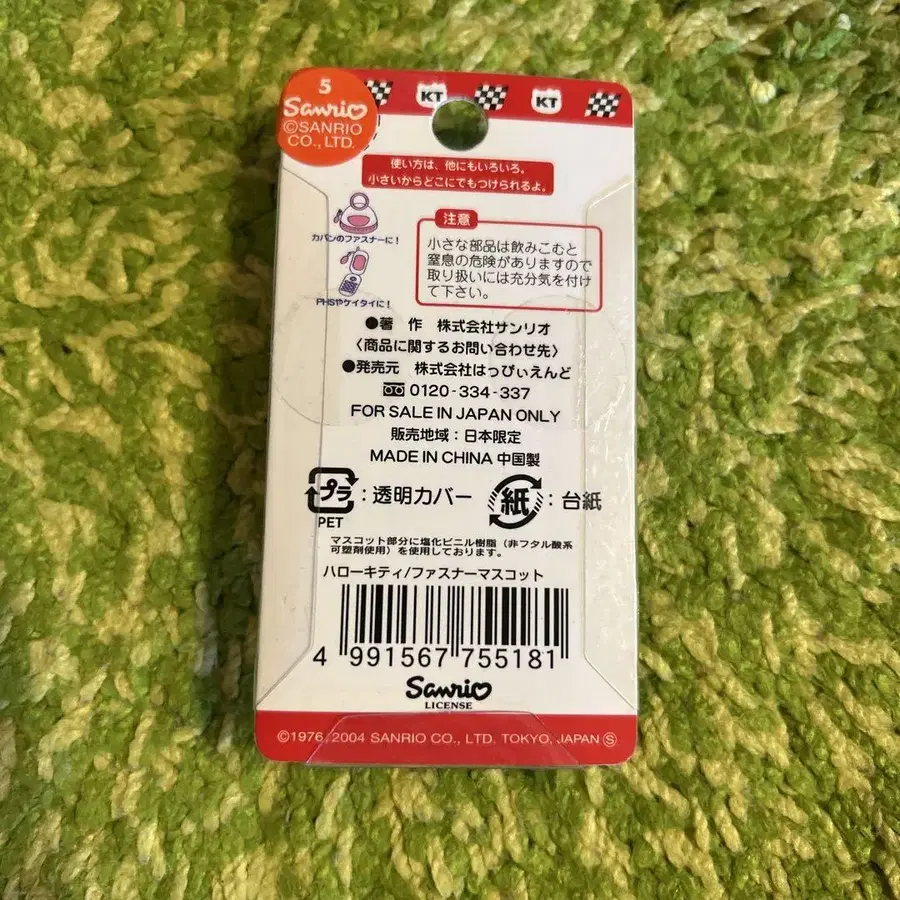 5
Sanrio
©SANRIO
CO., LTD.
KT
KT
使い方は、他にもいろいろ。
小さいからどこにでもつけられるよ。
カバンのファスナーに!
PHSやケイタイに!
注意
小さな部品は飲みこむと
窒息の危険がありますので
取り扱いには充分気を付け
て下さい。
●著 作 株式会社サンリオ
〈商品に関するお問い合わせ先〉
●発売元 株式会社はっぴぃえんど
0120-334-337
FOR SALE IN JAPAN ONLY
販売地域：日本限定
MADE IN CHINA 中国製
プラ：透明カバー
PET
紙：台紙
マスコット部分に塩化ビニル樹脂（非フタル酸系
可塑剤使用）を使用しております。
ハローキティ/ファスナーマスコット
4 991567 755181
Sanrio
LICENSE
©1976, 2004 SANRIO CO., LTD. TOKYO, JAPAN Ⓢ